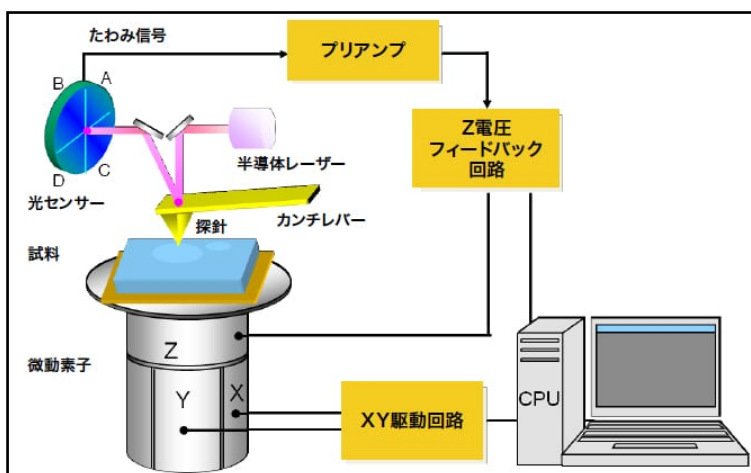 たわみ信号
プリアンプ
B
A
D
C
光センサー
半導体レーザー
Z電圧
フィードバック
回路
カンチレバー
探針
試料
Z
微動素子
Y
X
XY駆動回路
CPU